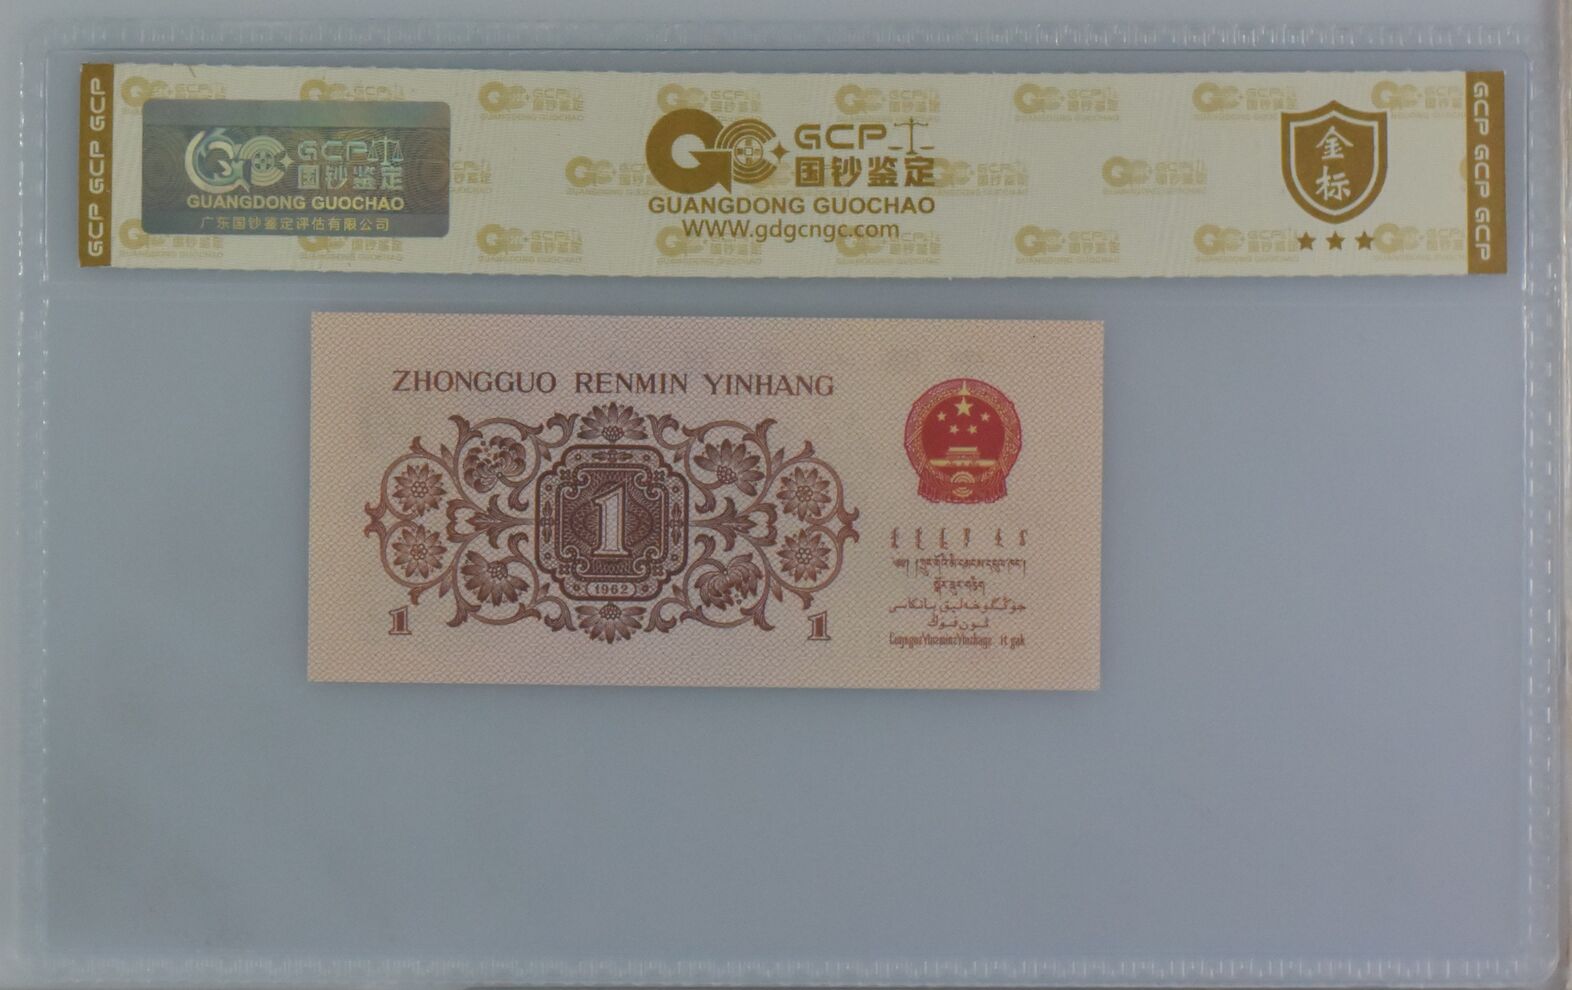 GCP GCP GCP
GCP
国钞鉴定
GUANGDONG GUOCHAO
广东国钞鉴定评估有限公司
GCP
国钞鉴定
GUANGDONG GUOCHAO
WWW.gdgcngc.com
金标
GCP GCP GCP
ZHONGGUO RENMIN YINHANG
1
(1962)
1
1